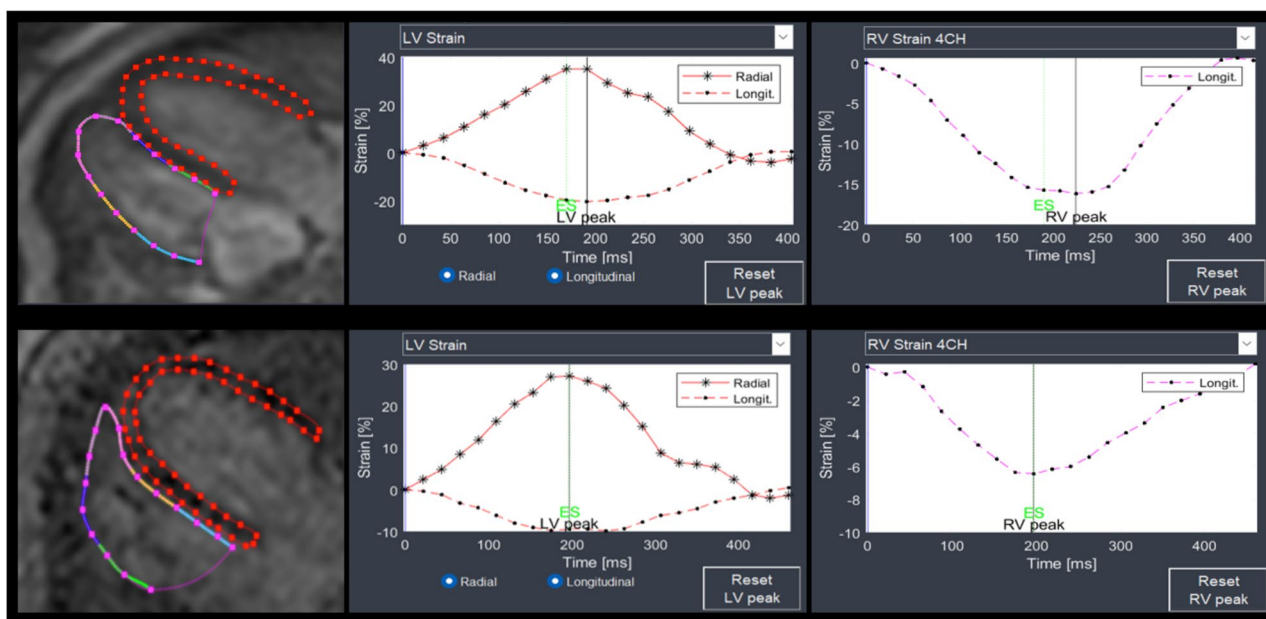 LV Strain
40
20
0
-20
Strain [%]
Radial
Longit.
ES
LV peak
0 50 100 150 200 250 300 350 400
Time [ms]
Radial
Longitudinal
Reset
LV peak
RV Strain 4CH
0
-5
-10
-15
-20
Strain [%]
Longit.
ES
RV peak
0 100 200 300 400
Time [ms]
Reset
RV peak
LV Strain
30
20
10
0
-10
Strain [%]
Radial
Longit.
ES
LV peak
0 100 200 300 400
Time [ms]
Radial
Longitudinal
Reset
LV peak
RV Strain 4CH
0
-2
-4
-6
-8
-10
Strain [%]
Longit.
ES
RV peak
0 100 200 300 400
Time [ms]
Reset
RV peak